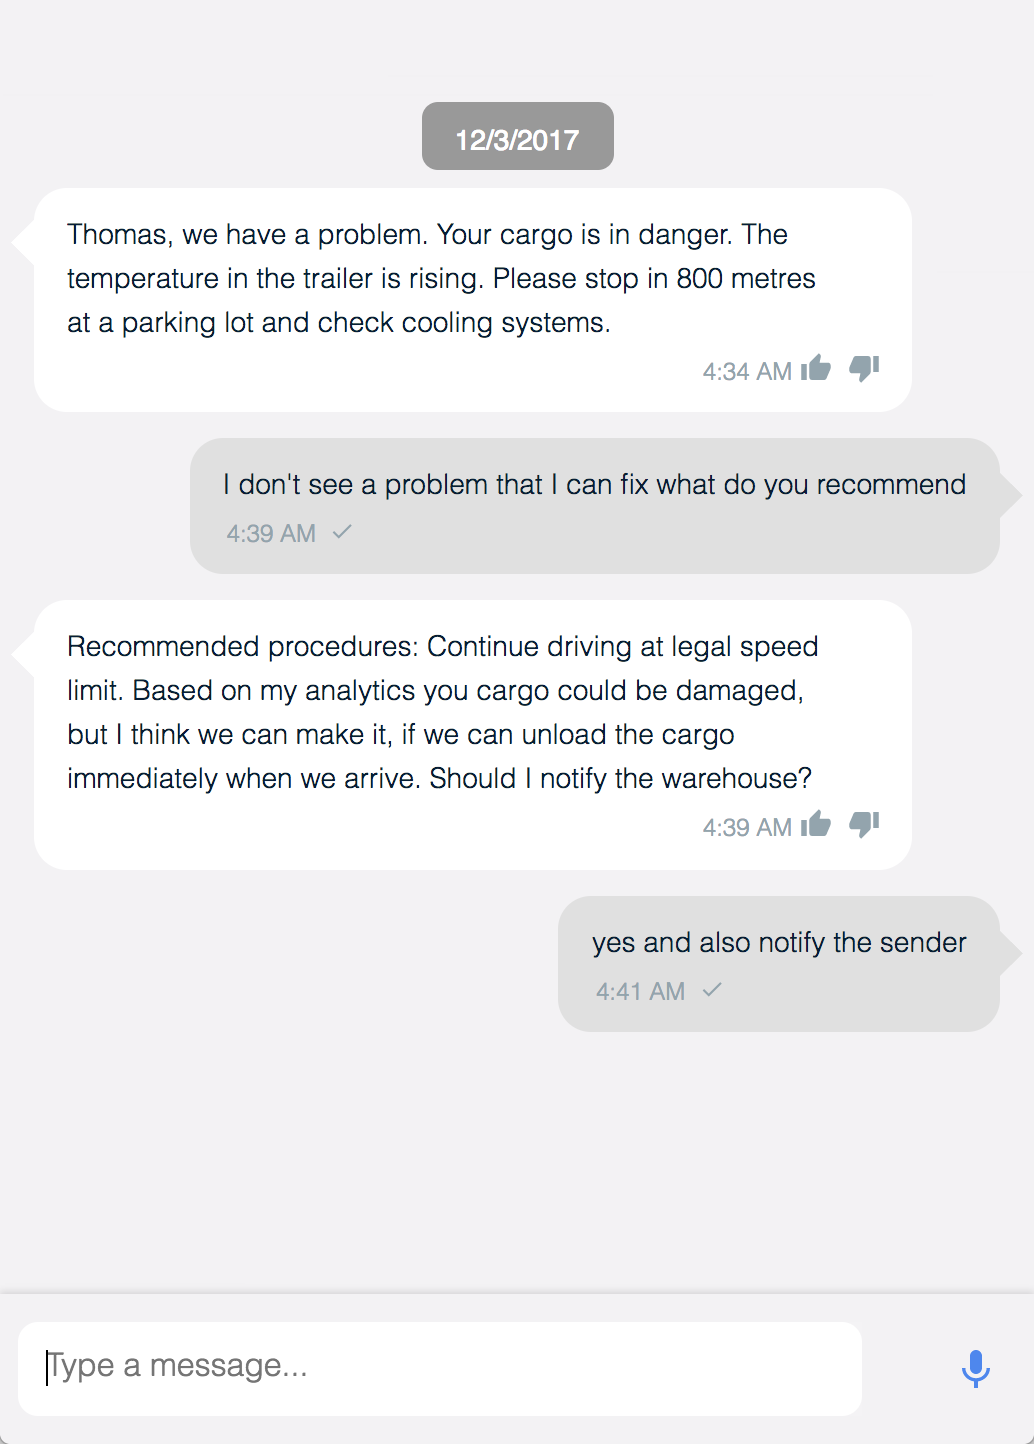 12/3/2017
Thomas, we have a problem. Your cargo is in danger. The
temperature in the trailer is rising. Please stop in 800 metres
at a parking lot and check cooling systems.
4:34 AM
I don't see a problem that I can fix what do you recommend
4:39 AM
Recommended procedures: Continue driving at legal speed
limit. Based on my analytics you cargo could be damaged,
but I think we can make it, if we can unload the cargo
immediately when we arrive. Should I notify the warehouse?
4:39 AM
yes and also notify the sender
4:41 AM
Type a message...